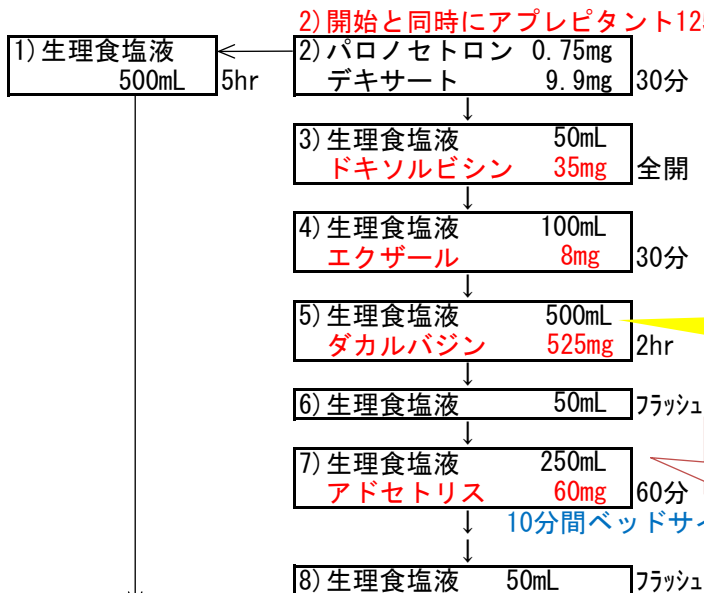 2)開始と同時にアプレピタント12
1)生理食塩液
500mL 5hr
2)パロノセトロン 0.75mg
デキサート 9.9mg 30分
↓
3)生理食塩液 50mL
ドキソルビシン 35mg 全開
↓
4)生理食塩液 100mL
エクザール 8mg 30分
↓
5)生理食塩液 500mL
ダカルバジン 525mg 2hr
↓
6)生理食塩液 50mL フラッシュ
↓
7)生理食塩液 250mL
アドセトリス 60mg 60分
↓ 10分間ベッドサイ
↓
8)生理食塩液 50mL フラッシュ